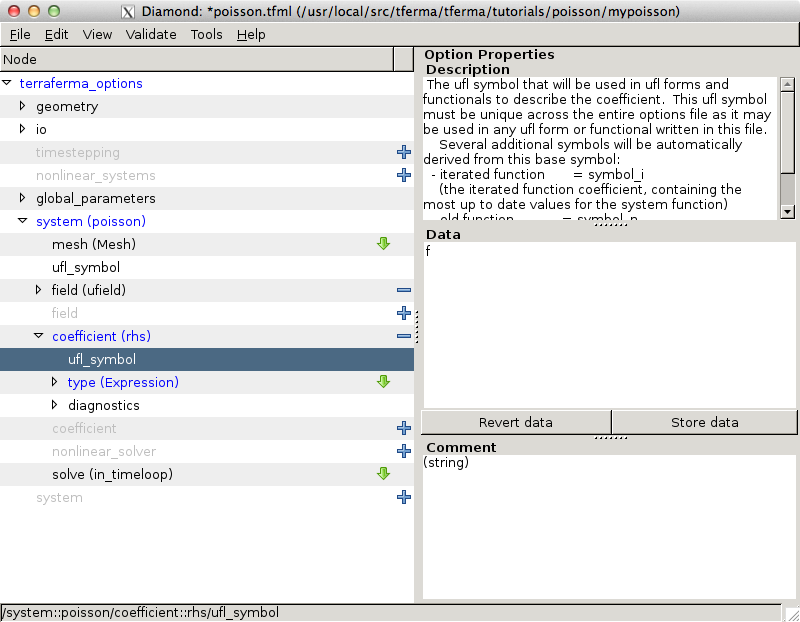 Diamond: *poisson.tfml (/usr/local/src/tferma/tferma/tutorials/poisson/mypoisson)
File Edit View Validate Tools Help
Node
terraferma_options
geometry
io
timestepping
nonlinear_systems
global_parameters
system (poisson)
mesh (Mesh)
ufl_symbol
field (ufield)
field
coefficient (rhs)
ufl_symbol
type (Expression)
diagnostics
coefficient
nonlinear_solver
solve (in_timeloop)
system
Option Properties
Description
The ufl symbol that will be used in ufl forms and
functionals to describe the coefficient. This ufl symbol
must be unique across the entire options file as it may
be used in any ufl form or functional written in this file.
Several additional symbols will be automatically
derived from this base symbol:
- iterated function = symbol_i
(the iterated function coefficient, containing the
most up to date values for the system function)
- old function = symbol_n
Data
f
Revert data
Store data
Comment
(string)
/system::poisson/coefficient::rhs/ufl_symbol